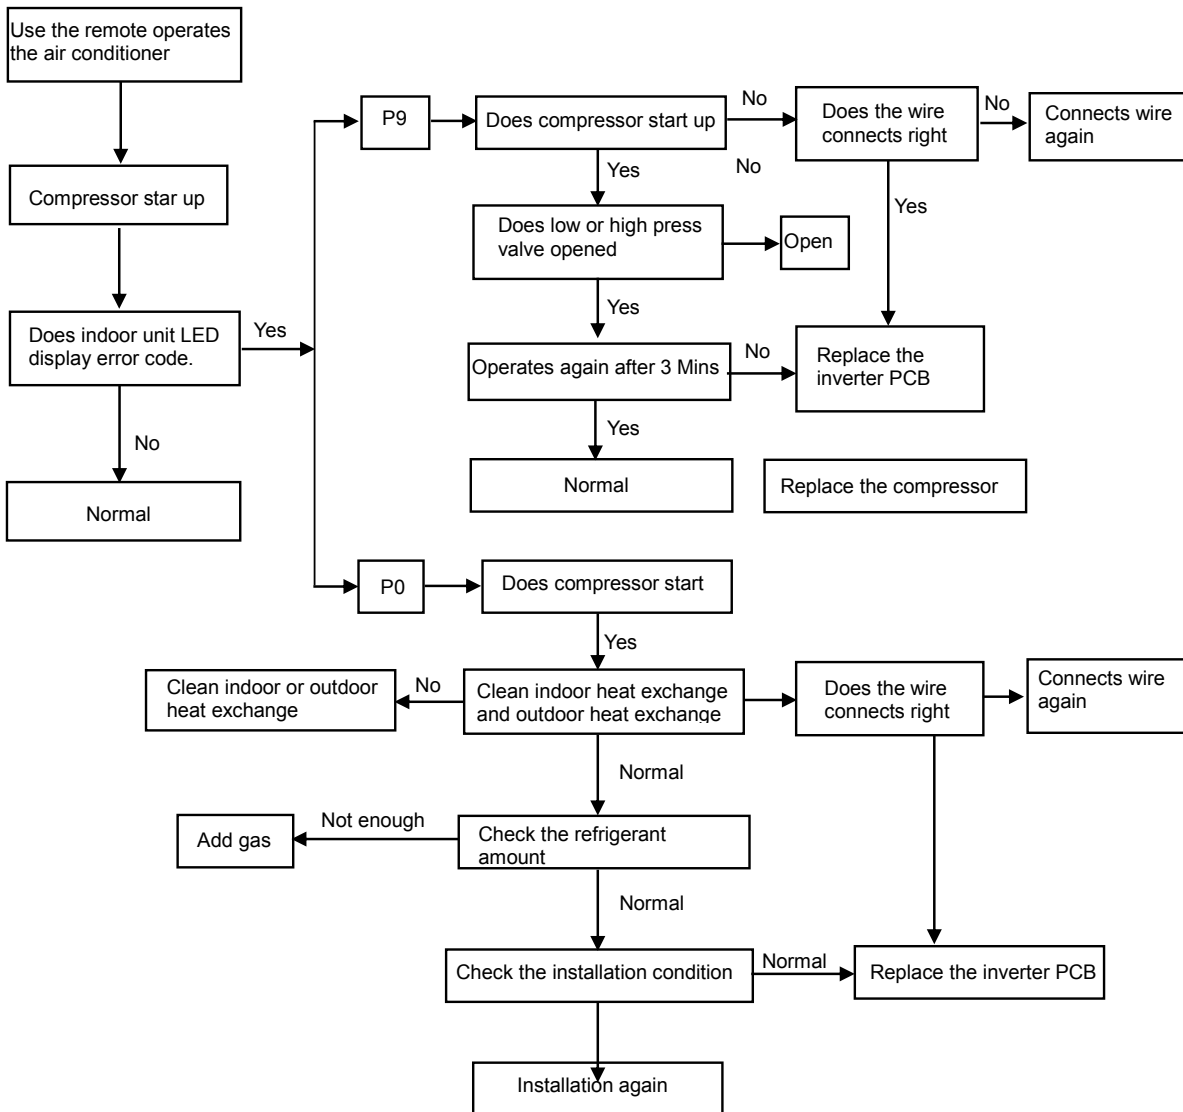 Use the remote operates
the air conditioner
Compressor star up
Does indoor unit LED
display error code.
Yes
No
Normal
P9
Does compressor start up
No
Does the wire
connects right
No
Connects wire
again
Yes
No
Yes
Does low or high press
valve opened
Open
Yes
Operates again after 3 Mins
No
Replace the
inverter PCB
Yes
Normal
Replace the compressor
P0
Does compressor start
Yes
Clean indoor or outdoor
heat exchange
No
Clean indoor heat exchange
and outdoor heat exchange
Does the wire
connects right
Connects wire
again
Normal
Add gas
Not enough
Check the refrigerant
amount
Normal
Check the installation condition
Normal
Replace the inverter PCB
Installation again